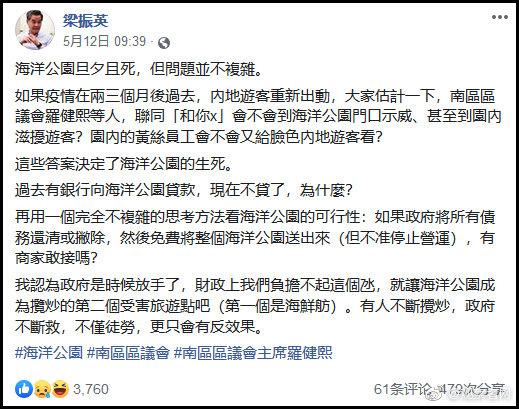 梁振英
5月12日 09:39 ·
海洋公園旦夕且死，但問題並不複雜。
如果疫情在兩三個月後過去，內地遊客重新出動，大家估計一下，南區區
議會羅健熙等人，聯同「和你x」會不會到海洋公園門口示威、甚至到園內
滋擾遊客？園內的黃絲員工會不會又給臉色內地遊客看？
這些答案決定了海洋公園的生死。
過去有銀行向海洋公園貸款，現在不貸了，為什麼？
再用一個完全不複雜的思考方法看海洋公園的可行性：如果政府將所有債
務還清或撇除，然後免費將整個海洋公園送出來（但不准停止營運），有
商家敢接嗎？
我認為政府是時候放手了，財政上我們負擔不起這個氹，就讓海洋公園成
為攬炒的第二個受害旅遊點吧（第一個是海鮮舫）。有人不斷攪炒，政府
不斷救，不僅徒勞，更只會有反效果。
#海洋公園 #南區區議會 #南區區議會主席羅健熙
3,760
61条评论 479次分享